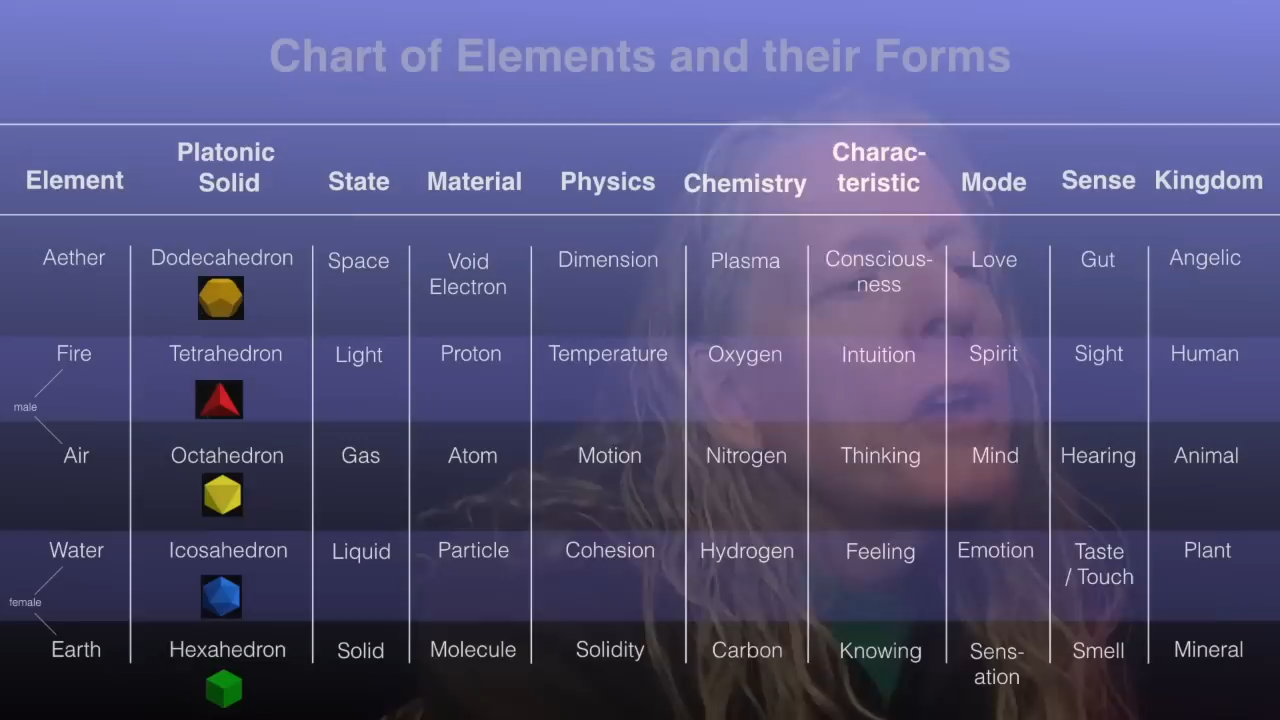 Chart of Elements and their Forms
Element Platonic Solid State Material Physics Chemistry Charac-teristic Mode Sense Kingdom
Aether Dodecahedron Space Void Electron Dimension Plasma Conscious-ness Love Gut Angelic
Fire Tetrahedron Light Proton Temperature Oxygen Intuition Spirit Sight Human
male
Air Octahedron Gas Atom Motion Nitrogen Thinking Mind Hearing Animal
Water Icosahedron Liquid Particle Cohesion Hydrogen Feeling Emotion Taste / Touch Plant
female
Earth Hexahedron Solid Molecule Solidity Carbon Knowing Sens-ation Smell Mineral